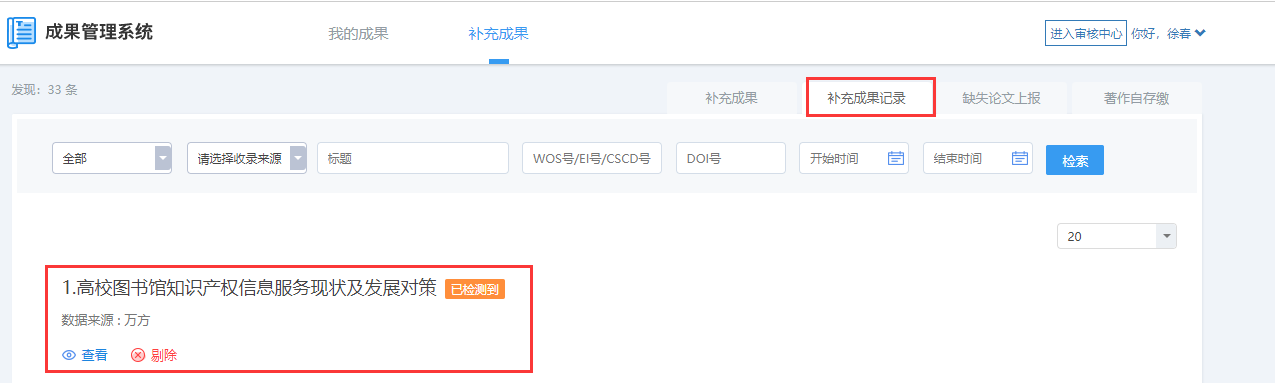 成果管理系统
我的成果
补充成果
进入审核中心 你好，徐春
发现：33 条
补充成果
补充成果记录
缺失论文上报
著作自存缴
全部
请选择收录来源
标题
WOS号/EI号/CSCD号
DOI号
开始时间
结束时间
检索
20
1.高校图书馆知识产权信息服务现状及发展对策 已检测到
数据来源 : 万方
查看 剔除